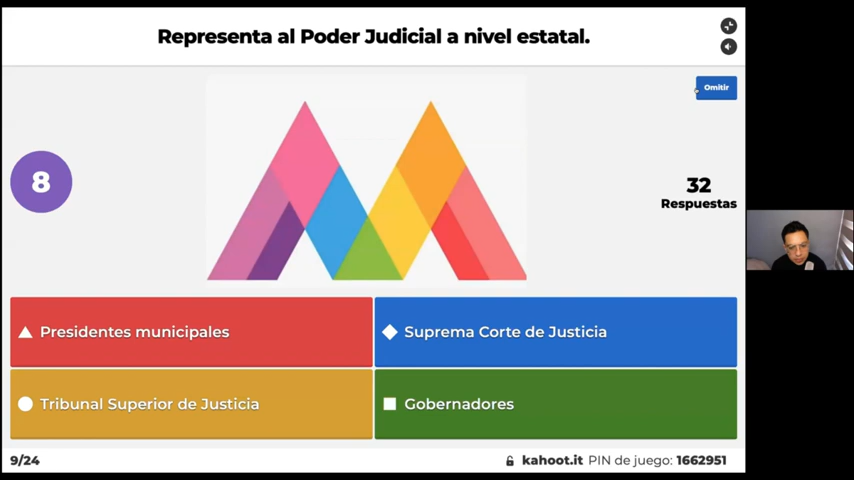 Representa al Poder Judicial a nivel estatal.
Omitir
8
32
Respuestas
Presidentes municipales
Suprema Corte de Justicia
Tribunal Superior de Justicia
Gobernadores
9/24
kahoot.it PIN de juego: 1662951